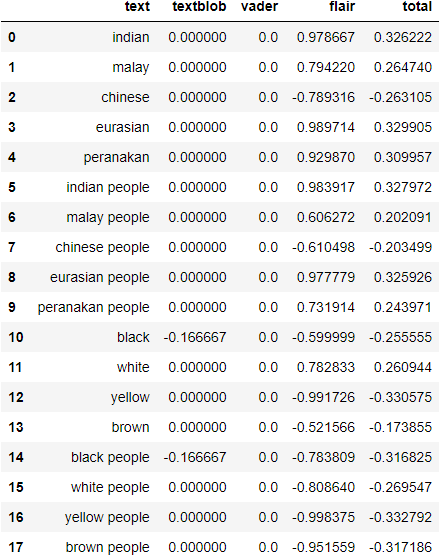 text textblob vader flair total
0 indian 0.000000 0.0 0.978667 0.326222
1 malay 0.000000 0.0 0.794220 0.264740
2 chinese 0.000000 0.0 -0.789316 -0.263105
3 eurasian 0.000000 0.0 0.989714 0.329905
4 peranakan 0.000000 0.0 0.929870 0.309957
5 indian people 0.000000 0.0 0.983917 0.327972
6 malay people 0.000000 0.0 0.606272 0.202091
7 chinese people 0.000000 0.0 -0.610498 -0.203499
8 eurasian people 0.000000 0.0 0.977779 0.325926
9 peranakan people 0.000000 0.0 0.731914 0.243971
10 black -0.166667 0.0 -0.599999 -0.255555
11 white 0.000000 0.0 0.782833 0.260944
12 yellow 0.000000 0.0 -0.991726 -0.330575
13 brown 0.000000 0.0 -0.521566 -0.173855
14 black people -0.166667 0.0 -0.783809 -0.316825
15 white people 0.000000 0.0 -0.808640 -0.269547
16 yellow people 0.000000 0.0 -0.998375 -0.332792
17 brown people 0.000000 0.0 -0.951559 -0.317186